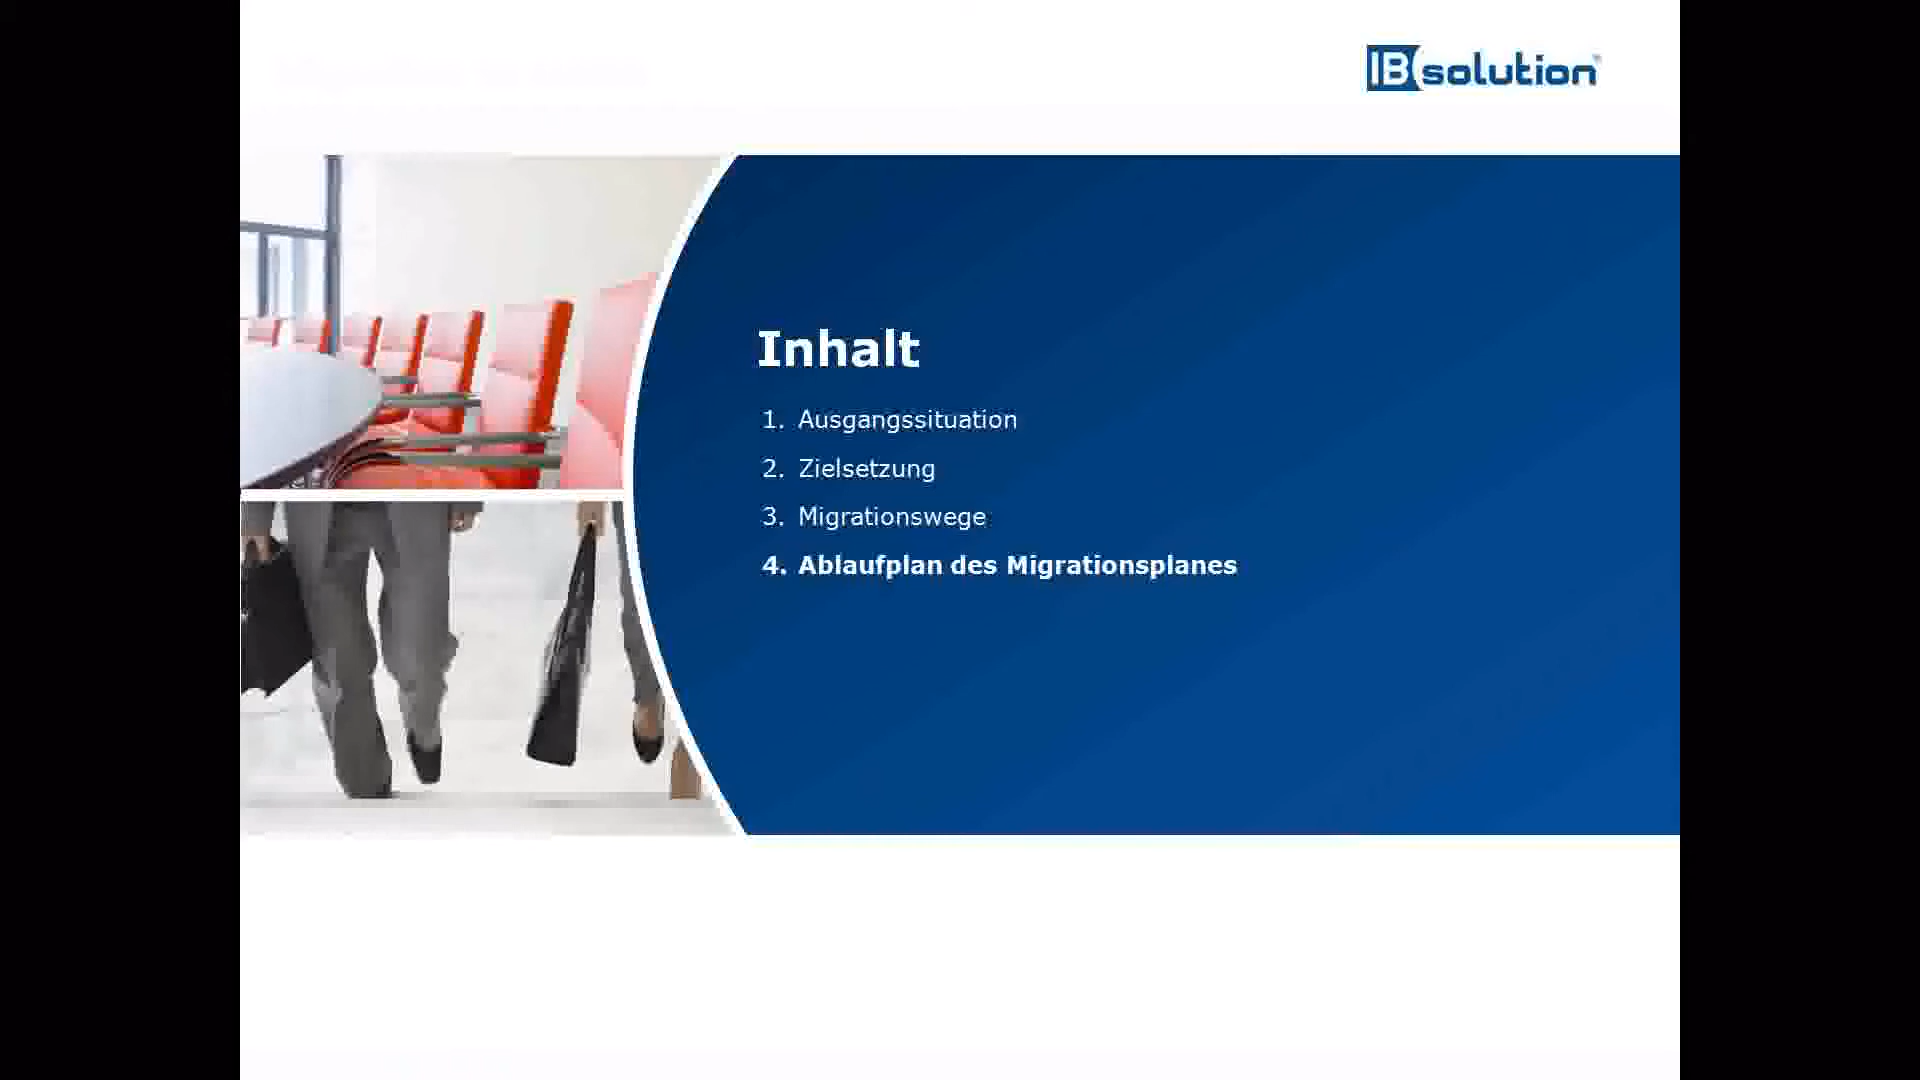 IBsolution
Inhalt
1. Ausgangssituation
2. Zielsetzung
3. Migrationswege
4. Ablaufplan des Migrationsplanes